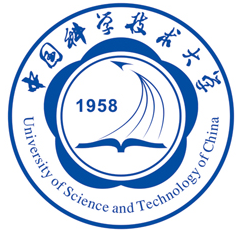 中国科学技术大学
1958
University of Science and Technology of China